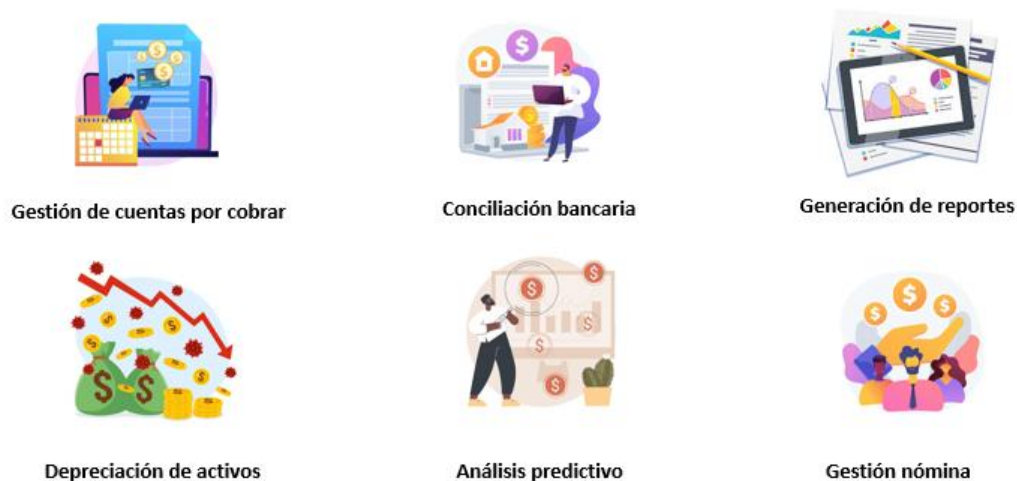 Gestión de cuentas por cobrar
Conciliación bancaria
Generación de reportes
Depreciación de activos
Análisis predictivo
Gestión nómina